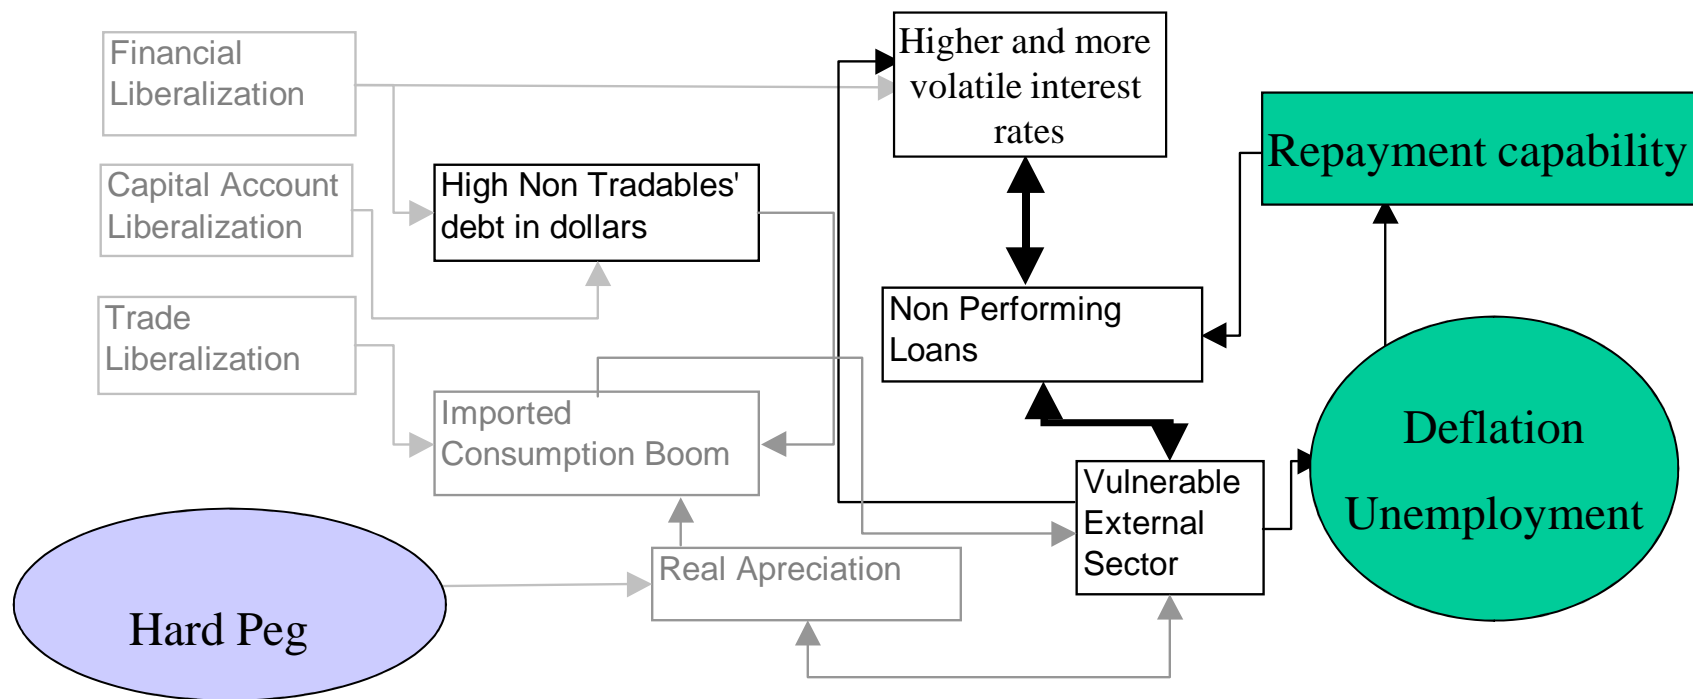 Financial
Liberalization
Higher and more
volatile interest
rates
Repayment capability
Capital Account
Liberalization
High Non Tradables'
debt in dollars
Trade
Liberalization
Non Performing
Loans
Imported
Consumption Boom
Deflation
Unemployment
Vulnerable
External
Sector
Real Apreciation
Hard Peg